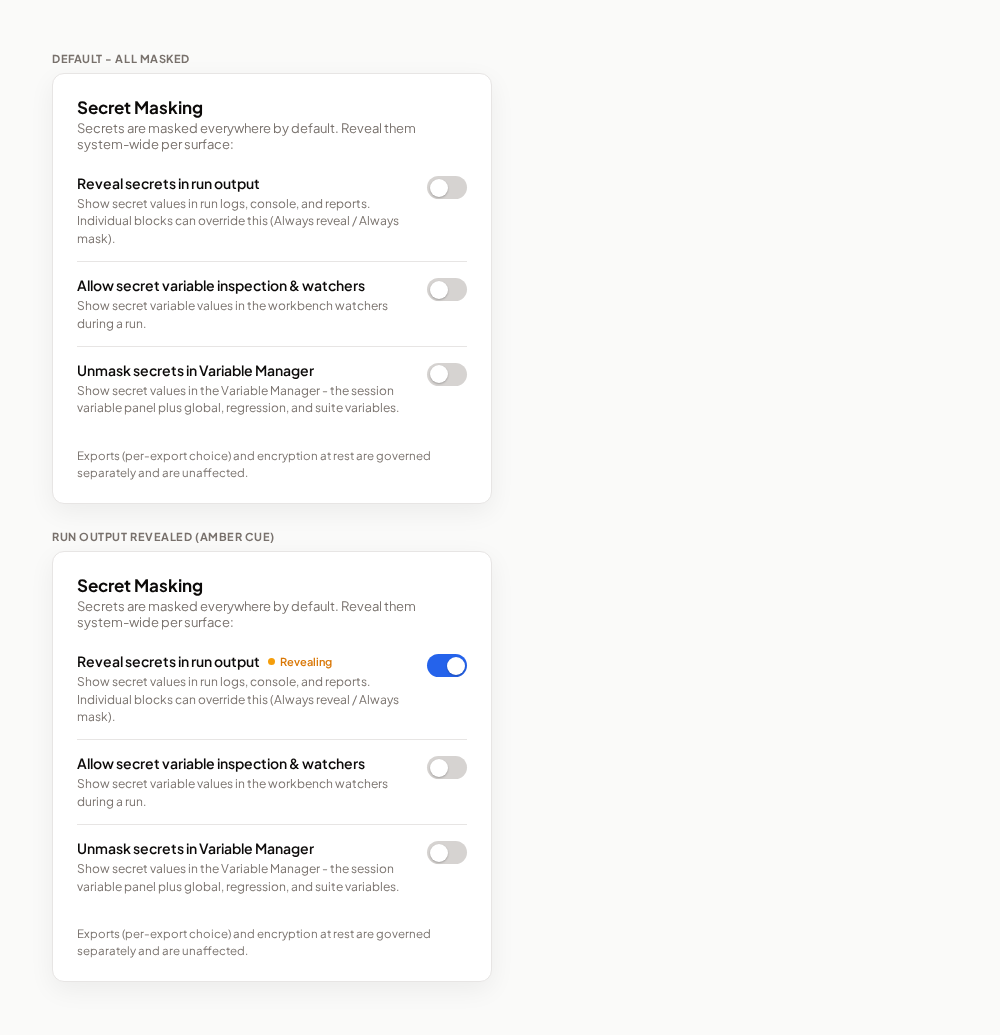 DEFAULT - ALL MASKED
Secret Masking
Secrets are masked everywhere by default. Reveal them
system-wide per surface:
Reveal secrets in run output
Show secret values in run logs, console, and reports.
Individual blocks can override this (Always reveal / Always
mask).
Allow secret variable inspection & watchers
Show secret variable values in the workbench watchers
during a run.
Unmask secrets in Variable Manager
Show secret values in the Variable Manager - the session
variable panel plus global, regression, and suite variables.
Exports (per-export choice) and encryption at rest are governed
separately and are unaffected.
RUN OUTPUT REVEALED (AMBER CUE)
Secret Masking
Secrets are masked everywhere by default. Reveal them
system-wide per surface:
Reveal secrets in run output Revealing
Show secret values in run logs, console, and reports.
Individual blocks can override this (Always reveal / Always
mask).
Allow secret variable inspection & watchers
Show secret variable values in the workbench watchers
during a run.
Unmask secrets in Variable Manager
Show secret values in the Variable Manager - the session
variable panel plus global, regression, and suite variables.
Exports (per-export choice) and encryption at rest are governed
separately and are unaffected.